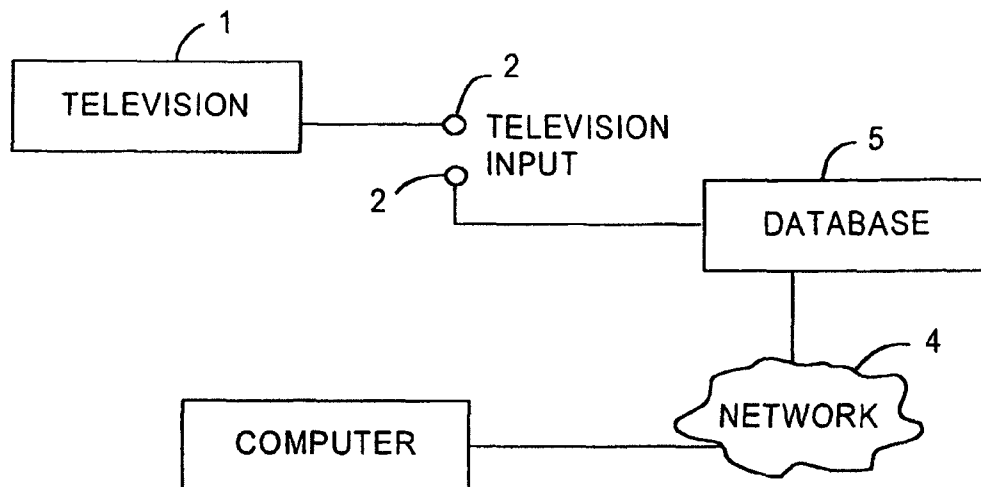 1
TELEVISION
2
TELEVISION
INPUT
2
5
DATABASE
4
NETWORK
COMPUTER